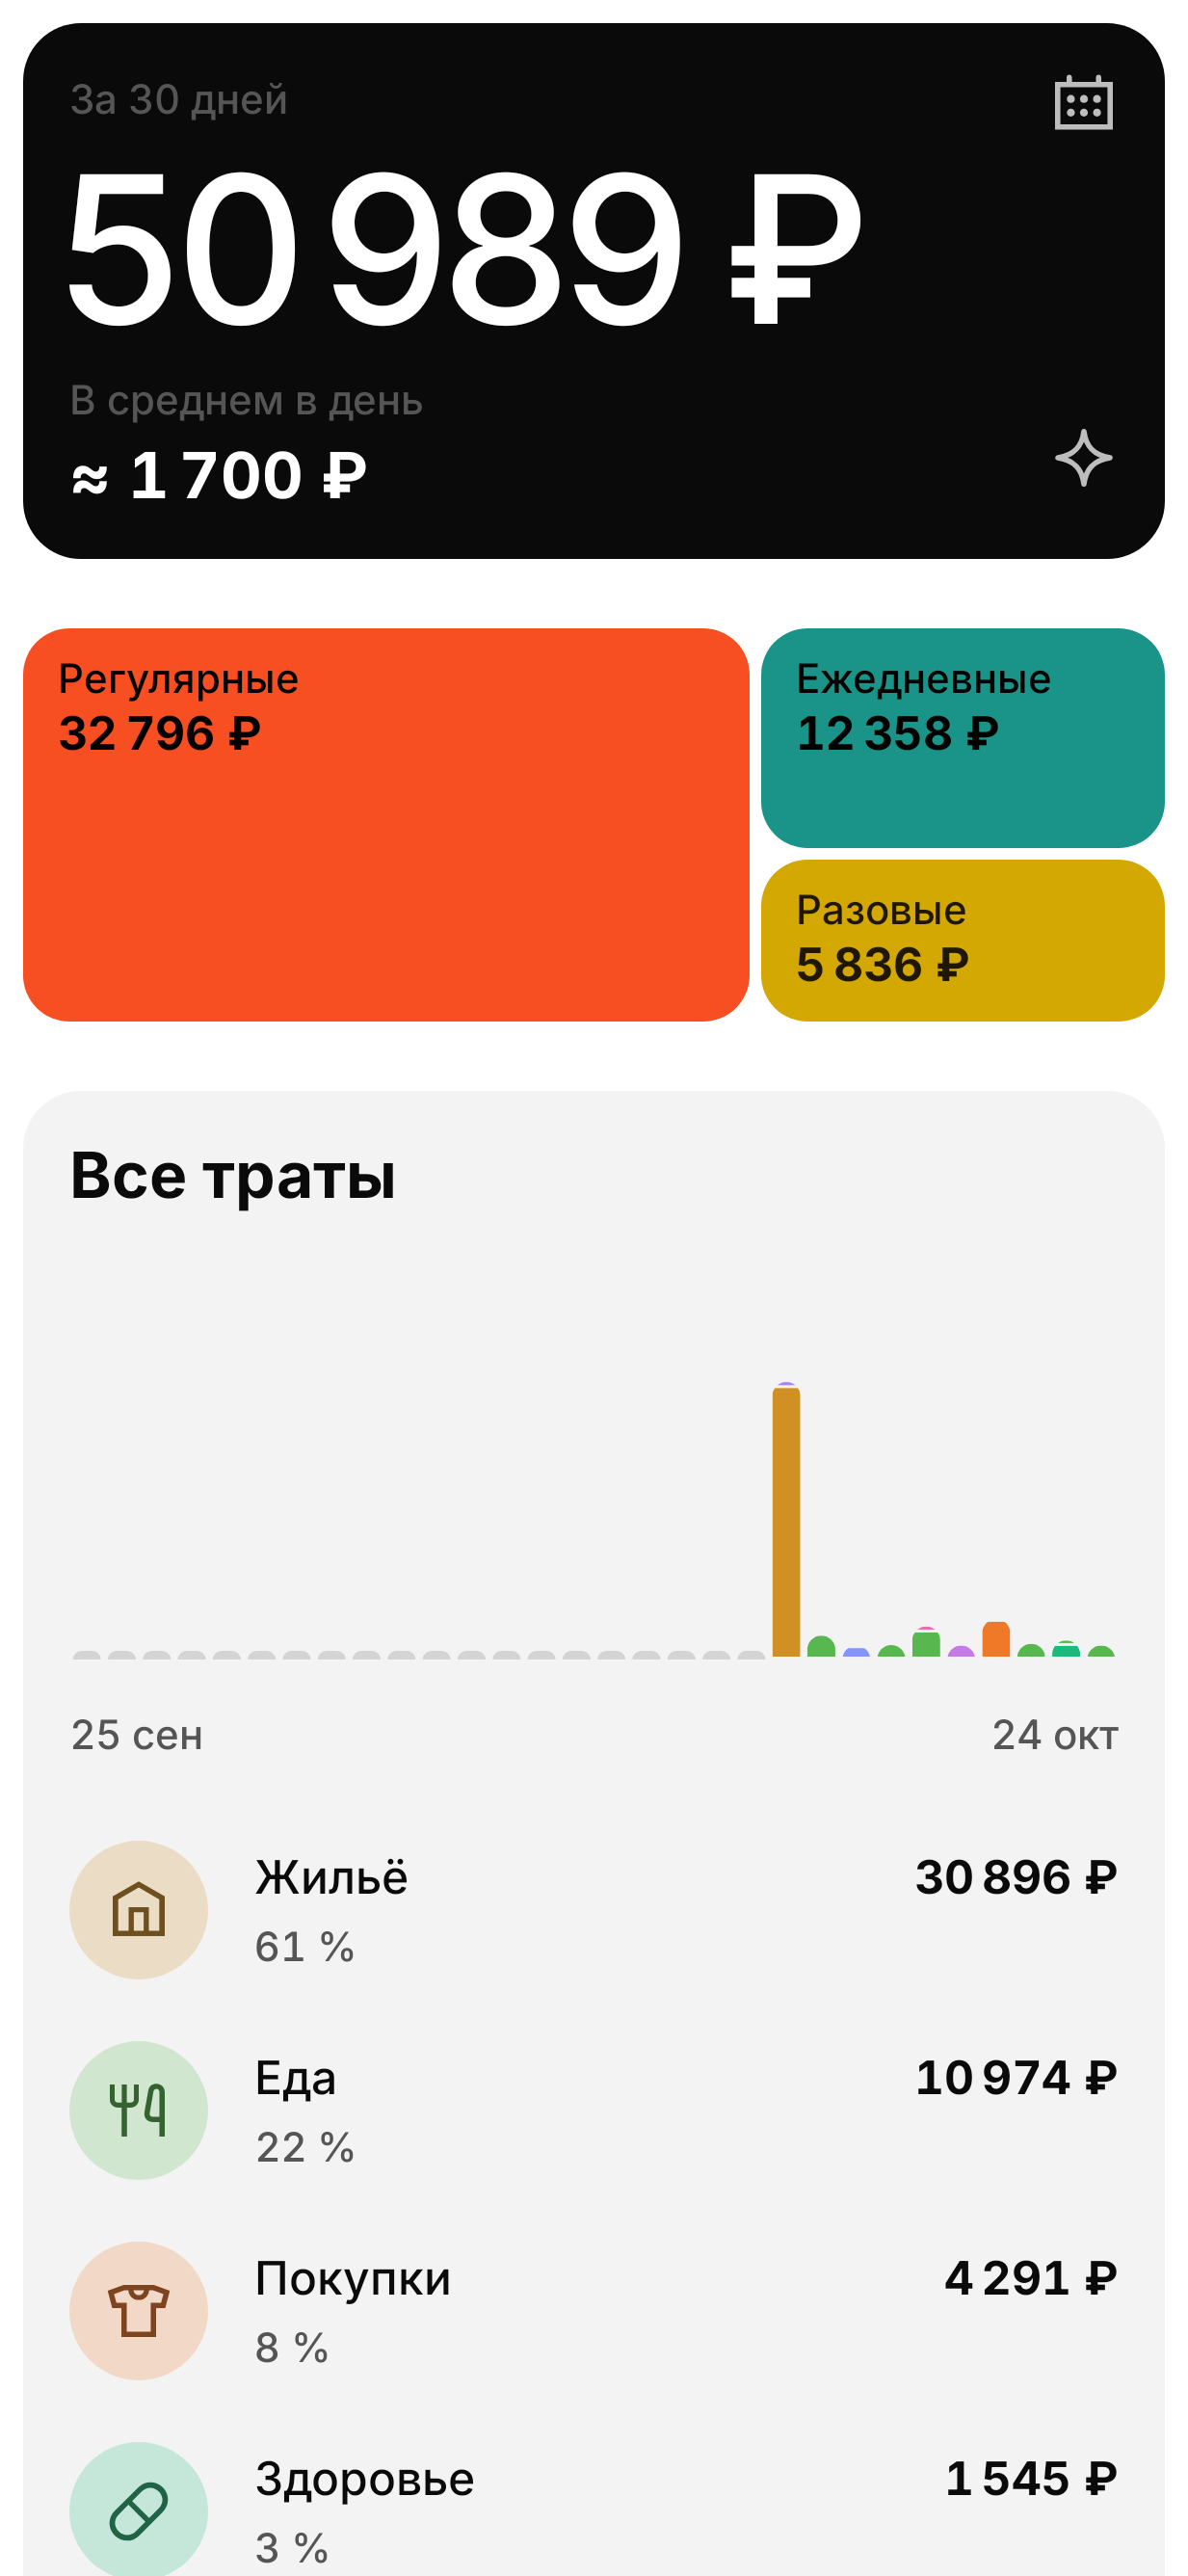 За 30 дней
50 989 ₽
В среднем в день
≈ 1 700 ₽
Регулярные
32 796 ₽
Ежедневные
12 358 ₽
Разовые
5 836 ₽
Все траты
25 сен
24 окт
Жильё
30 896 ₽
61 %
Еда
10 974 ₽
22 %
Покупки
4 291 ₽
8 %
Здоровье
1 545 ₽
3 %